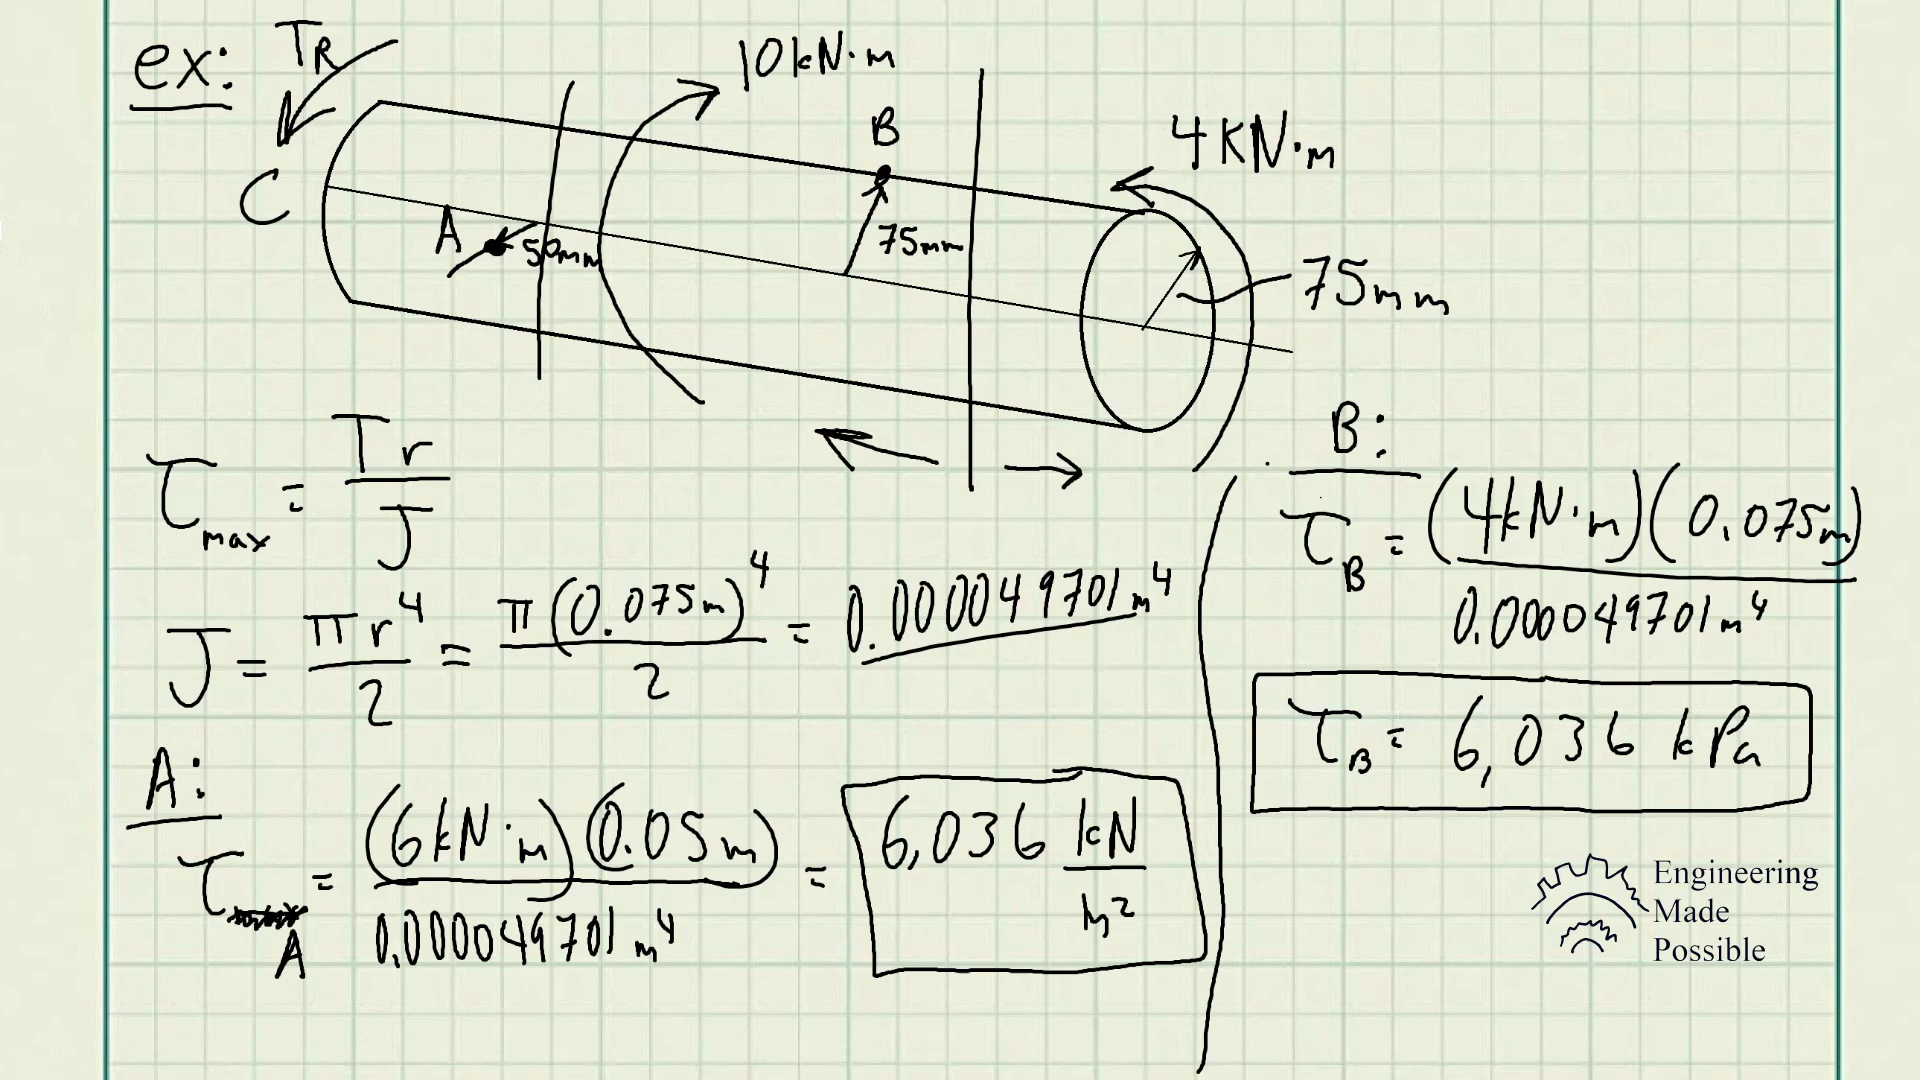 ex:
T_R
10kN·m
B
4KN·m
C
A
50mm
75mm
75mm
τ_max = Tr/J
J = πr⁴/2 = π(0.075m)⁴/2 = 0.000049701m⁴
A:
τ_A = (6kN·m)(0.05m)/0.000049701m⁴ = 6,036 kN/m²
B:
τ_B = (4kN·m)(0.075m)/0.000049701m⁴
τ_B = 6,036 kPa
Engineering
Made
Possible